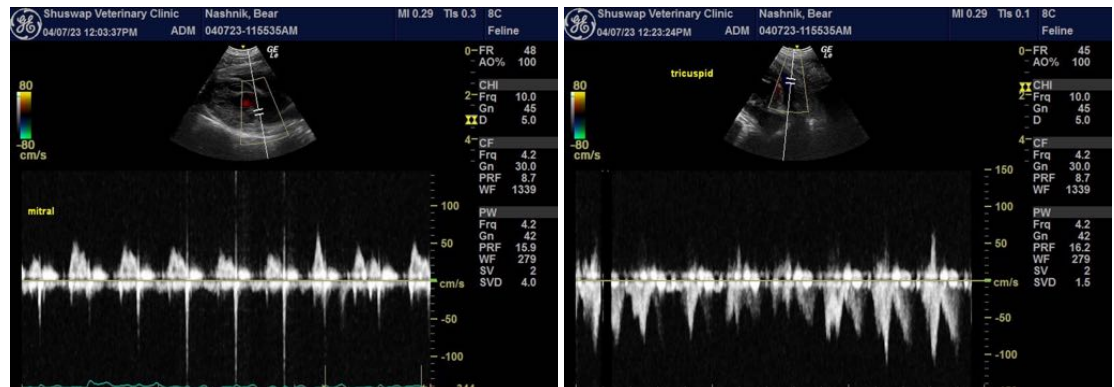 Shuswap Veterinary Clinic Nashnik, Bear MI 0.29 TIs 0.3 8C
GE 04/07/23 12:03:37PM ADM 040723-115535AM Feline
GE
0 FR 48
AO% 100
80
CHI
2 Frq 10.0
Gn 45
D 5.0
-80
cm/s
4
CF
Frq 4.2
Gn 30.0
PRF 8.7
WF 1339
mitral
100
PW
Frq 4.2
50
Gn 42
PRF 15.9
WF 279
cm/s
SV 2
SVD 4.0
-50
-100
Shuswap Veterinary Clinic Nashnik, Bear MI 0.29 TIs 0.1 8C
GE 04/07/23 12:23:24PM ADM 040723-115535AM Feline
GE
tricuspid
0 FR 45
AO% 100
80
CHI
2 Frq 10.0
Gn 45
D 5.0
-80
cm/s
4
CF
Frq 4.2
Gn 30.0
150
PRF 8.7
WF 1339
100
PW
Frq 4.2
50
Gn 42
PRF 16.2
WF 279
cm/s
SV 2
SVD 1.5
-50
-100